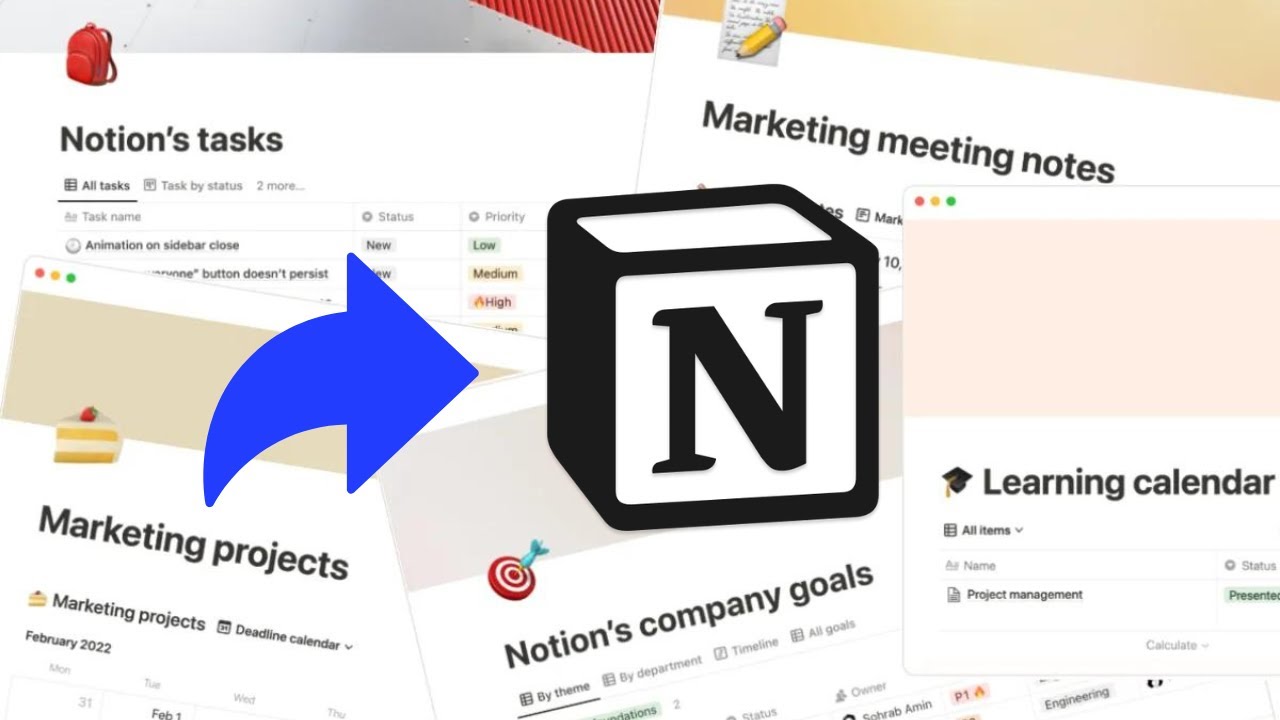 Notion's tasks
All tasks Task by status 2 more...
Task name Status Priority
Animation on sidebar close New Low
button doesn't persist Medium
High
Marketing meeting notes
N
Learning calendar
All items
Name Status
Project management Presented
Calculate
Marketing projects
Marketing projects Deadline calendar
February 2022
Mon Tue Wed Thu
31 Feb 1
Notion's company goals
By theme By department Timeline All goals
2 Status Owner
Sohrab Amin P1 Engineering